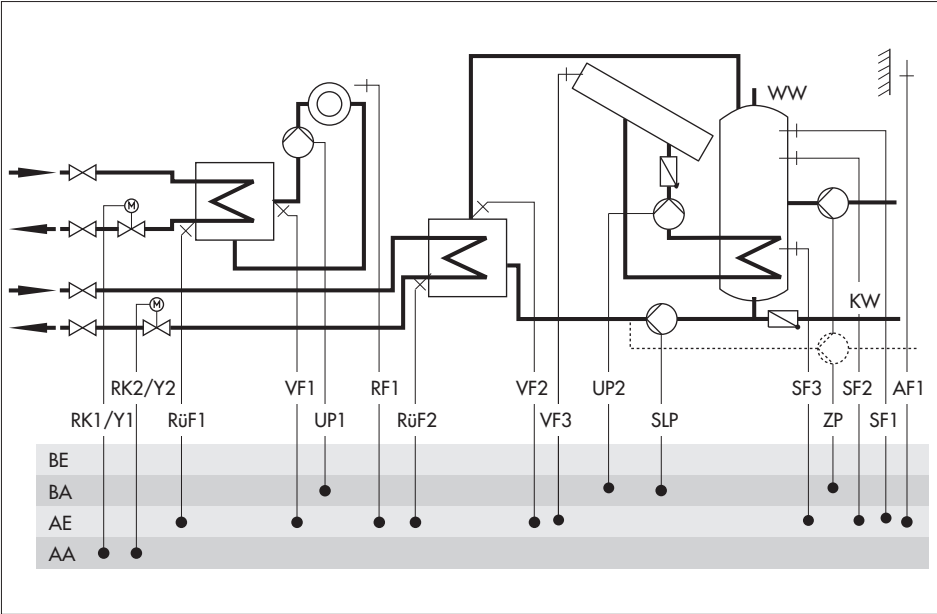 WW
M
KW
M
RK2/Y2 VF1 RF1 VF2 UP2 SF3 SF2 AF1
RK1/Y1 RüF1 UP1 RüF2 VF3 SLP ZP SF1
BE
BA
AE
AA